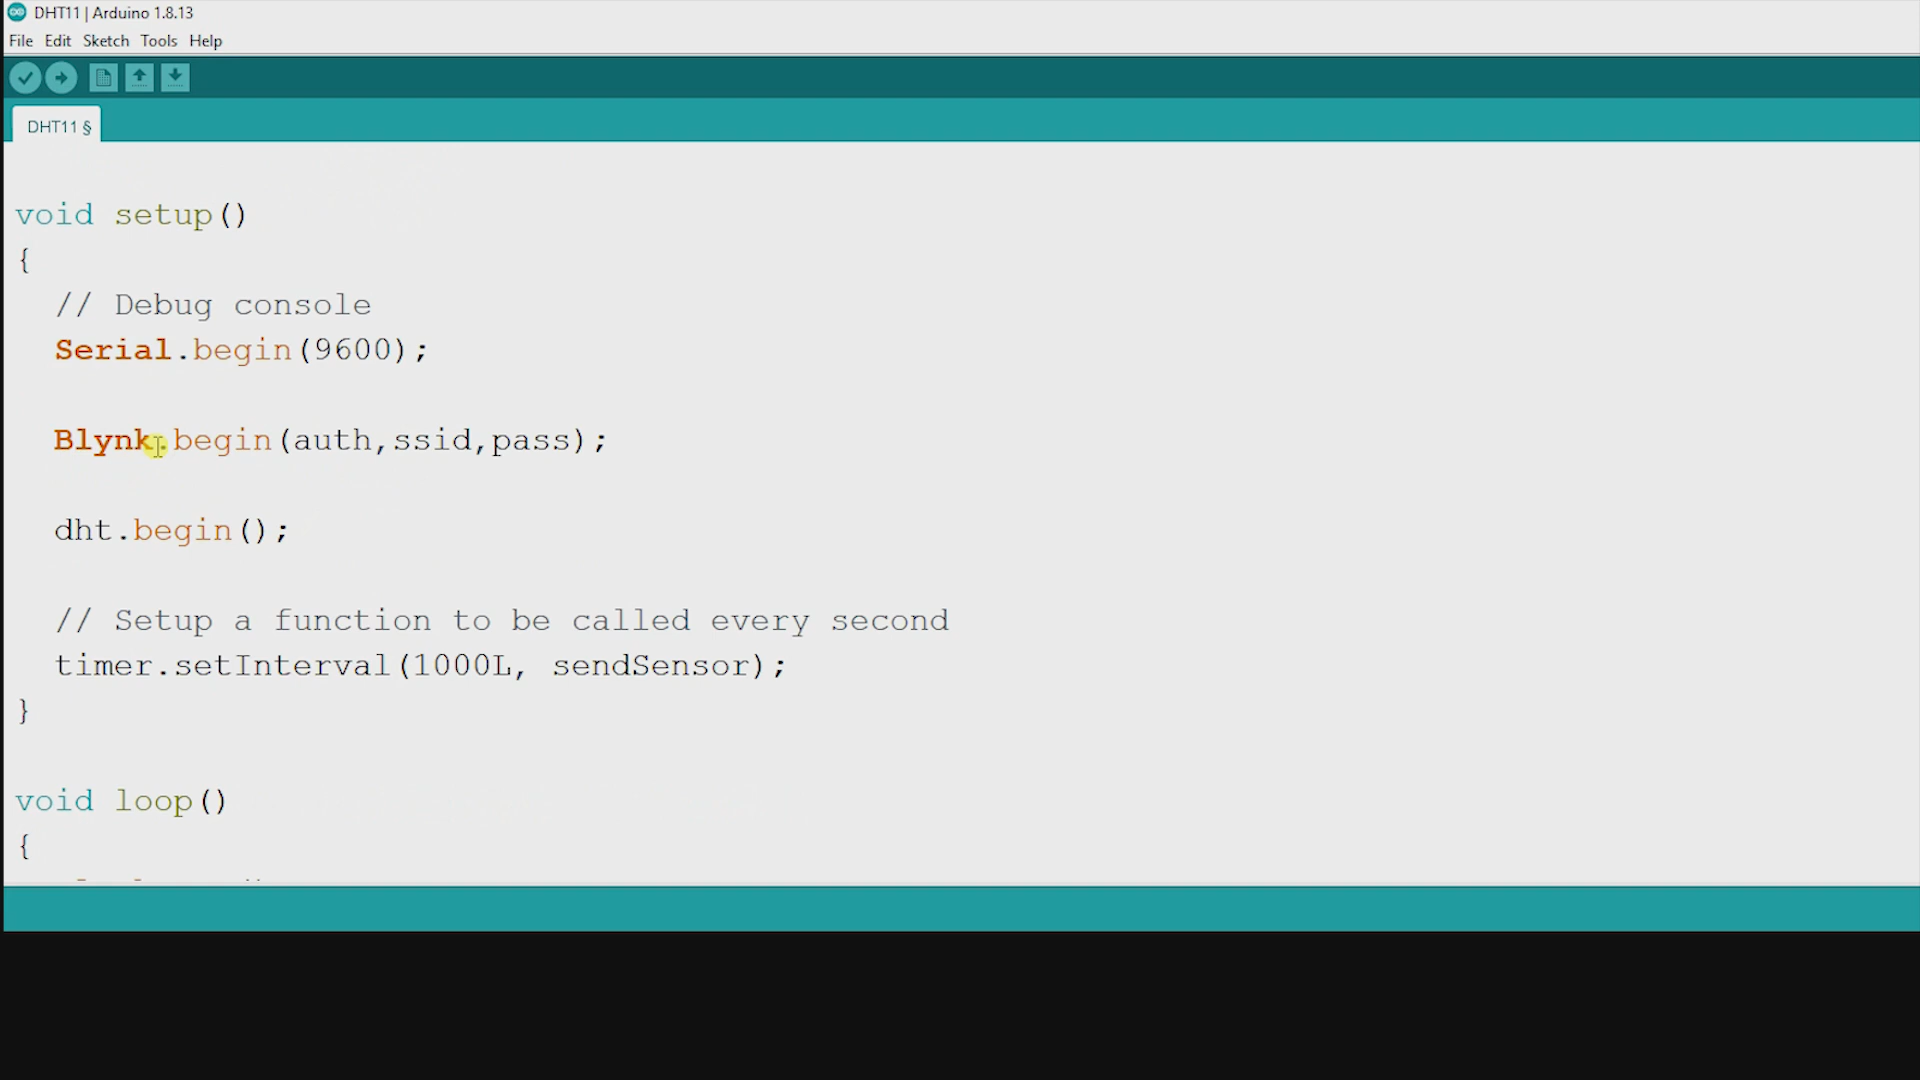 DHT11 | Arduino 1.8.13
File Edit Sketch Tools Help
DHT11 §
void setup()
{
// Debug console
Serial.begin(9600);
Blynk.begin(auth,ssid,pass);
dht.begin();
// Setup a function to be called every second
timer.setInterval(1000L, sendSensor);
}
void loop()
{